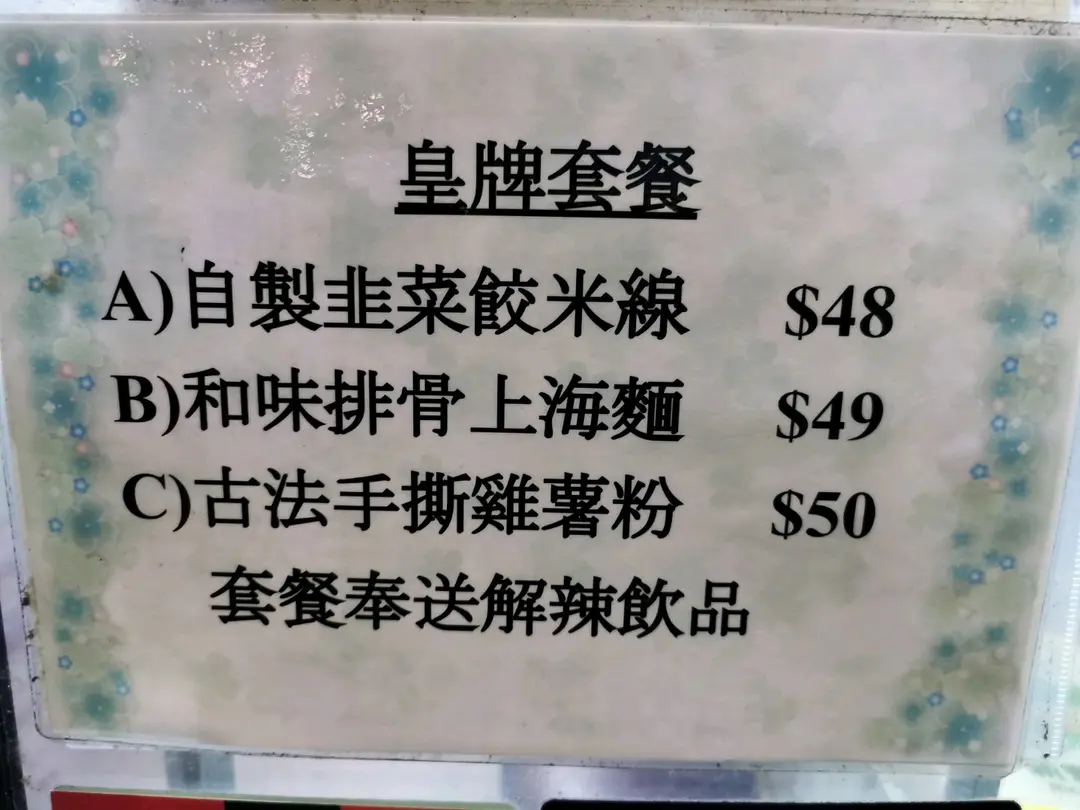 皇牌套餐
A)自製韭菜餃米線 $48
B)和味排骨上海麵 $49
C)古法手撕雞薯粉 $50
套餐奉送解辣飲品